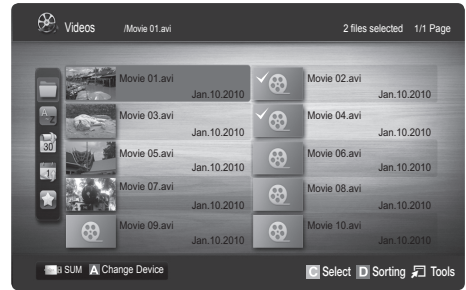 Videos /Movie 01.avi 2 files selected 1/1 Page
Movie 01.avi Movie 02.avi
Jan.10.2010 Jan.10.2010
Movie 03.avi Movie 04.avi
Jan.10.2010 Jan.10.2010
Movie 05.avi Movie 06.avi
Jan.10.2010 Jan.10.2010
Movie 07.avi Movie 08.avi
Jan.10.2010 Jan.10.2010
Movie 09.avi Movie 10.avi
Jan.10.2010 Jan.10.2010
SUM A Change Device C Select D Sorting Tools